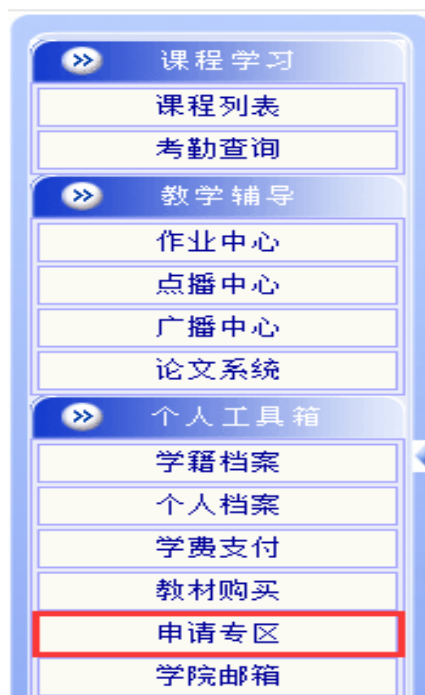 课程学习
课程列表
考勤查询
教学辅导
作业中心
点播中心
广播中心
论文系统
个人工具箱
学籍档案
个人档案
学费支付
教材购买
申请专区
学院邮箱